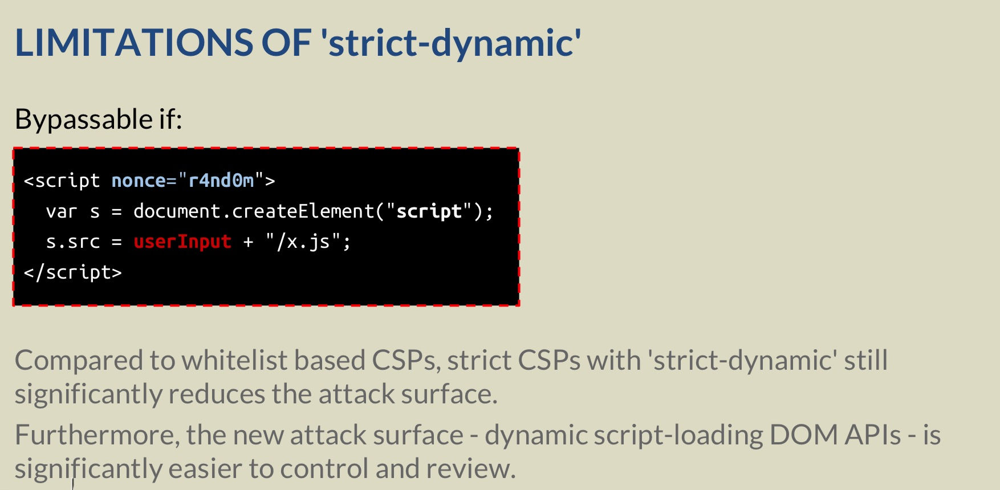 LIMITATIONS OF 'strict-dynamic'
Bypassable if:
<script nonce="r4nd0m">
var s = document.createElement("script");
s.src = userInput + "/x.js";
</script>
Compared to whitelist based CSPs, strict CSPs with 'strict-dynamic' still
significantly reduces the attack surface.
Furthermore, the new attack surface - dynamic script-loading DOM APIs - is
significantly easier to control and review.